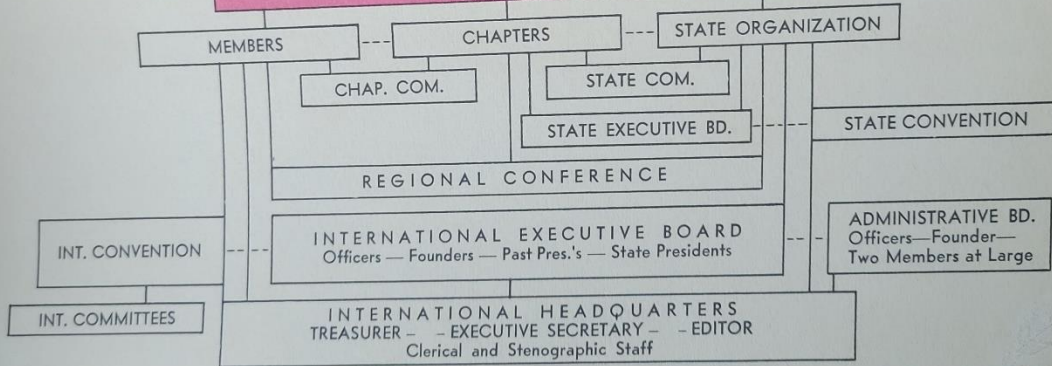 MEMBERS
CHAPTERS
STATE ORGANIZATION
CHAP. COM.
STATE COM.
STATE EXECUTIVE BD.
STATE CONVENTION
REGIONAL CONFERENCE
INT. CONVENTION
INTERNATIONAL EXECUTIVE BOARD
Officers — Founders — Past Pres.'s — State Presidents
ADMINISTRATIVE BD.
Officers—Founder—
Two Members at Large
INT. COMMITTEES
INTERNATIONAL HEADQUARTERS
TREASURER – – EXECUTIVE SECRETARY – – EDITOR
Clerical and Stenographic Staff